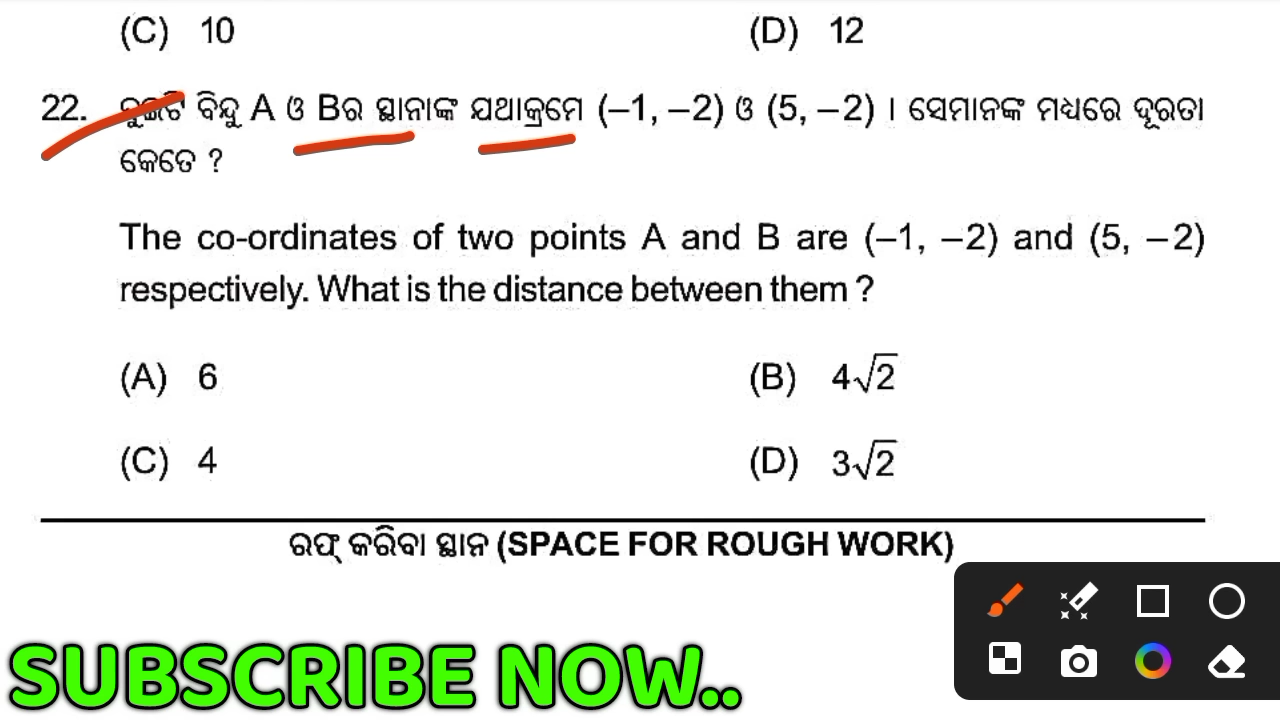 (C) 10 (D) 12
22. ଦୁଇଟି ବିନ୍ଦୁ A ଓ Bର ସ୍ଥାନାଙ୍କ ଯଥାକ୍ରମେ (–1, –2) ଓ (5, –2) । ସେମାନଙ୍କ ମଧ୍ୟରେ ଦୂରତା
କେତେ ?
The co-ordinates of two points A and B are (–1, –2) and (5, –2)
respectively. What is the distance between them ?
(A) 6 (B) 4√2
(C) 4 (D) 3√2
ରଫ୍ କରିବା ସ୍ଥାନ (SPACE FOR ROUGH WORK)
SUBSCRIBE NOW..